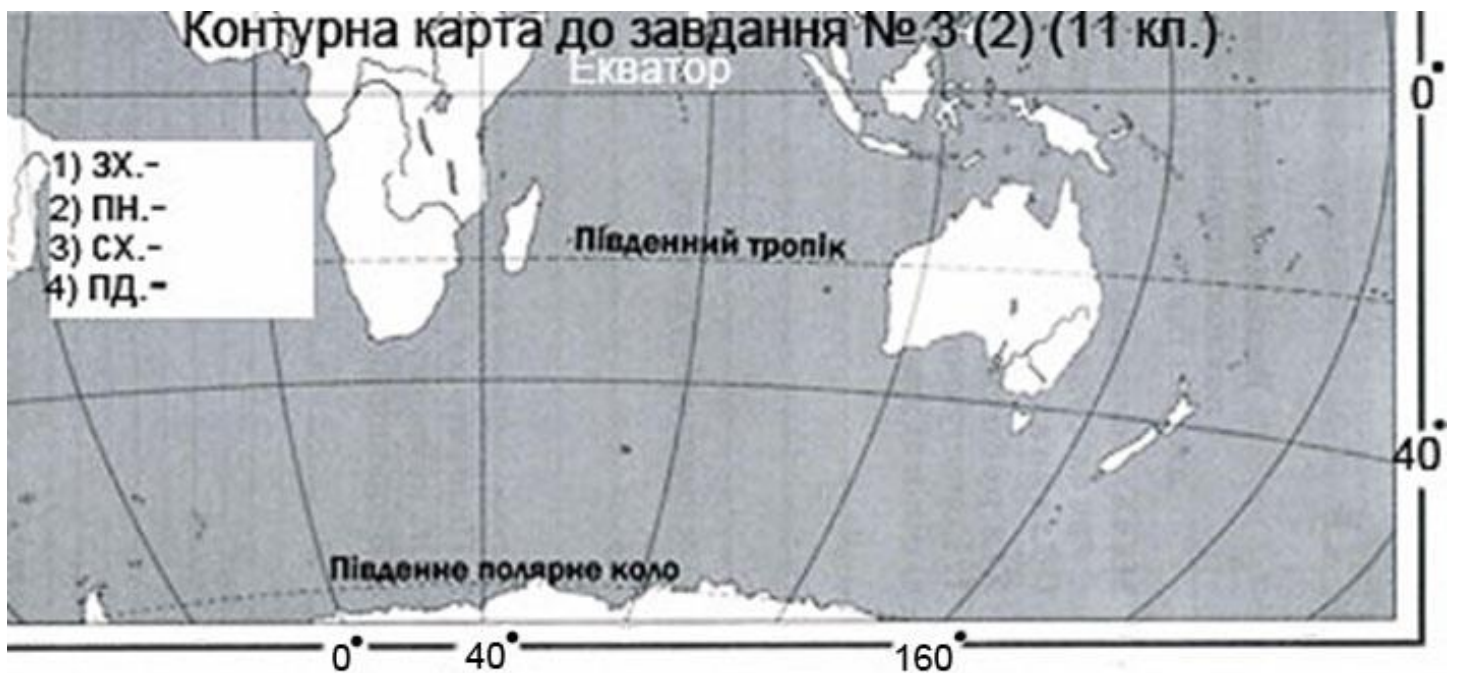 Контурна карта до завдання № 3 (2) (11 кл.)
Екватор
0°
1) ЗХ.-
2) ПН.-
3) СХ.-
4) ПД.-
Південний тропік
40°
Південне полярне коло
0° 40° 160°